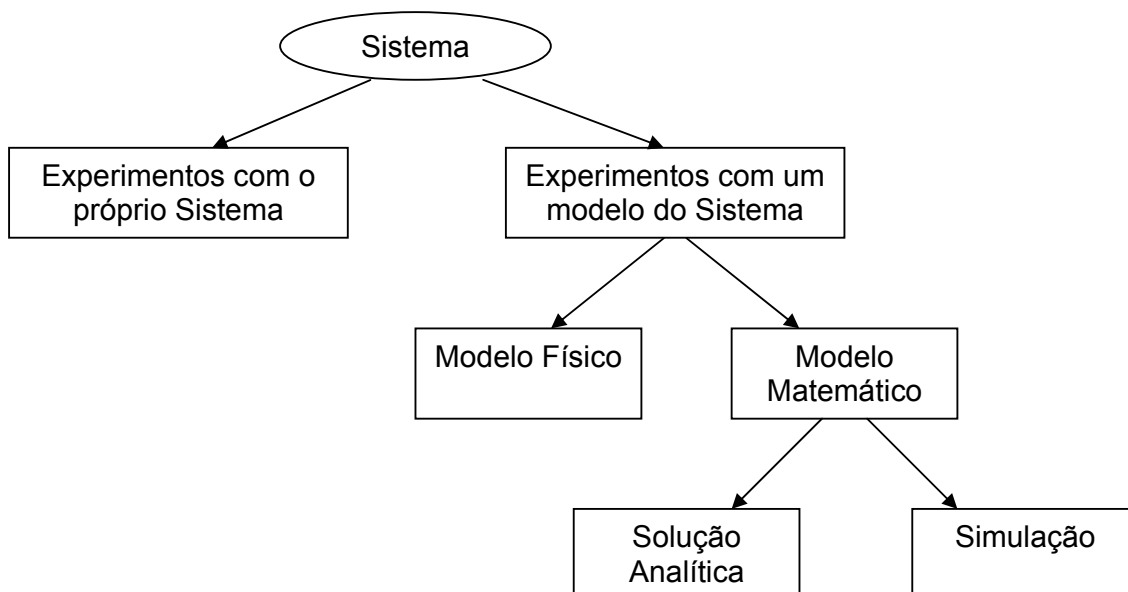 Sistema
Experimentos com o
próprio Sistema
Experimentos com um
modelo do Sistema
Modelo Físico
Modelo
Matemático
Solução
Analítica
Simulação